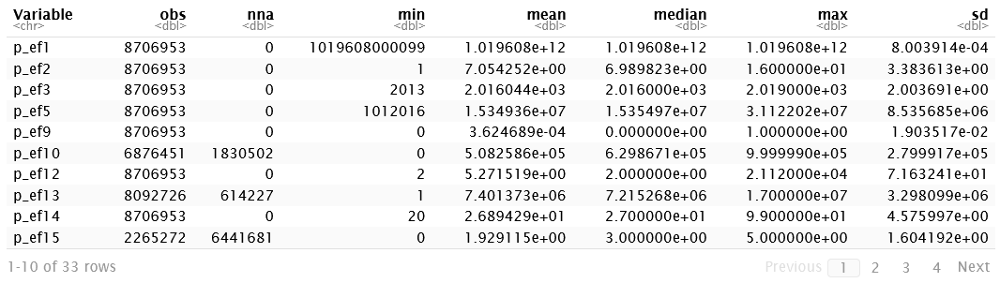 Variable obs nna min mean median max sd
<chr> <dbl> <dbl> <dbl> <dbl> <dbl> <dbl> <dbl>
p_ef1 8706953 0 1019608000099 1.019608e+12 1.019608e+12 1.019608e+12 8.003914e-04
p_ef2 8706953 0 1 7.054252e+00 6.989823e+00 1.600000e+01 3.383613e+00
p_ef3 8706953 0 2013 2.016044e+03 2.016000e+03 2.019000e+03 2.003691e+00
p_ef5 8706953 0 1012016 1.534936e+07 1.535497e+07 3.112202e+07 8.535685e+06
p_ef9 8706953 0 0 3.624689e-04 0.000000e+00 1.000000e+00 1.903517e-02
p_ef10 6876451 1830502 0 5.082586e+05 6.298671e+05 9.999990e+05 2.799917e+05
p_ef12 8706953 0 2 5.271519e+00 2.000000e+00 2.112000e+04 7.163241e+01
p_ef13 8092726 614227 1 7.401373e+06 7.215268e+06 1.700000e+07 3.298099e+06
p_ef14 8706953 0 20 2.689429e+01 2.700000e+01 9.900000e+01 4.575997e+00
p_ef15 2265272 6441681 0 1.929115e+00 3.000000e+00 5.000000e+00 1.604192e+00
1-10 of 33 rows Previous 1 2 3 4 Next